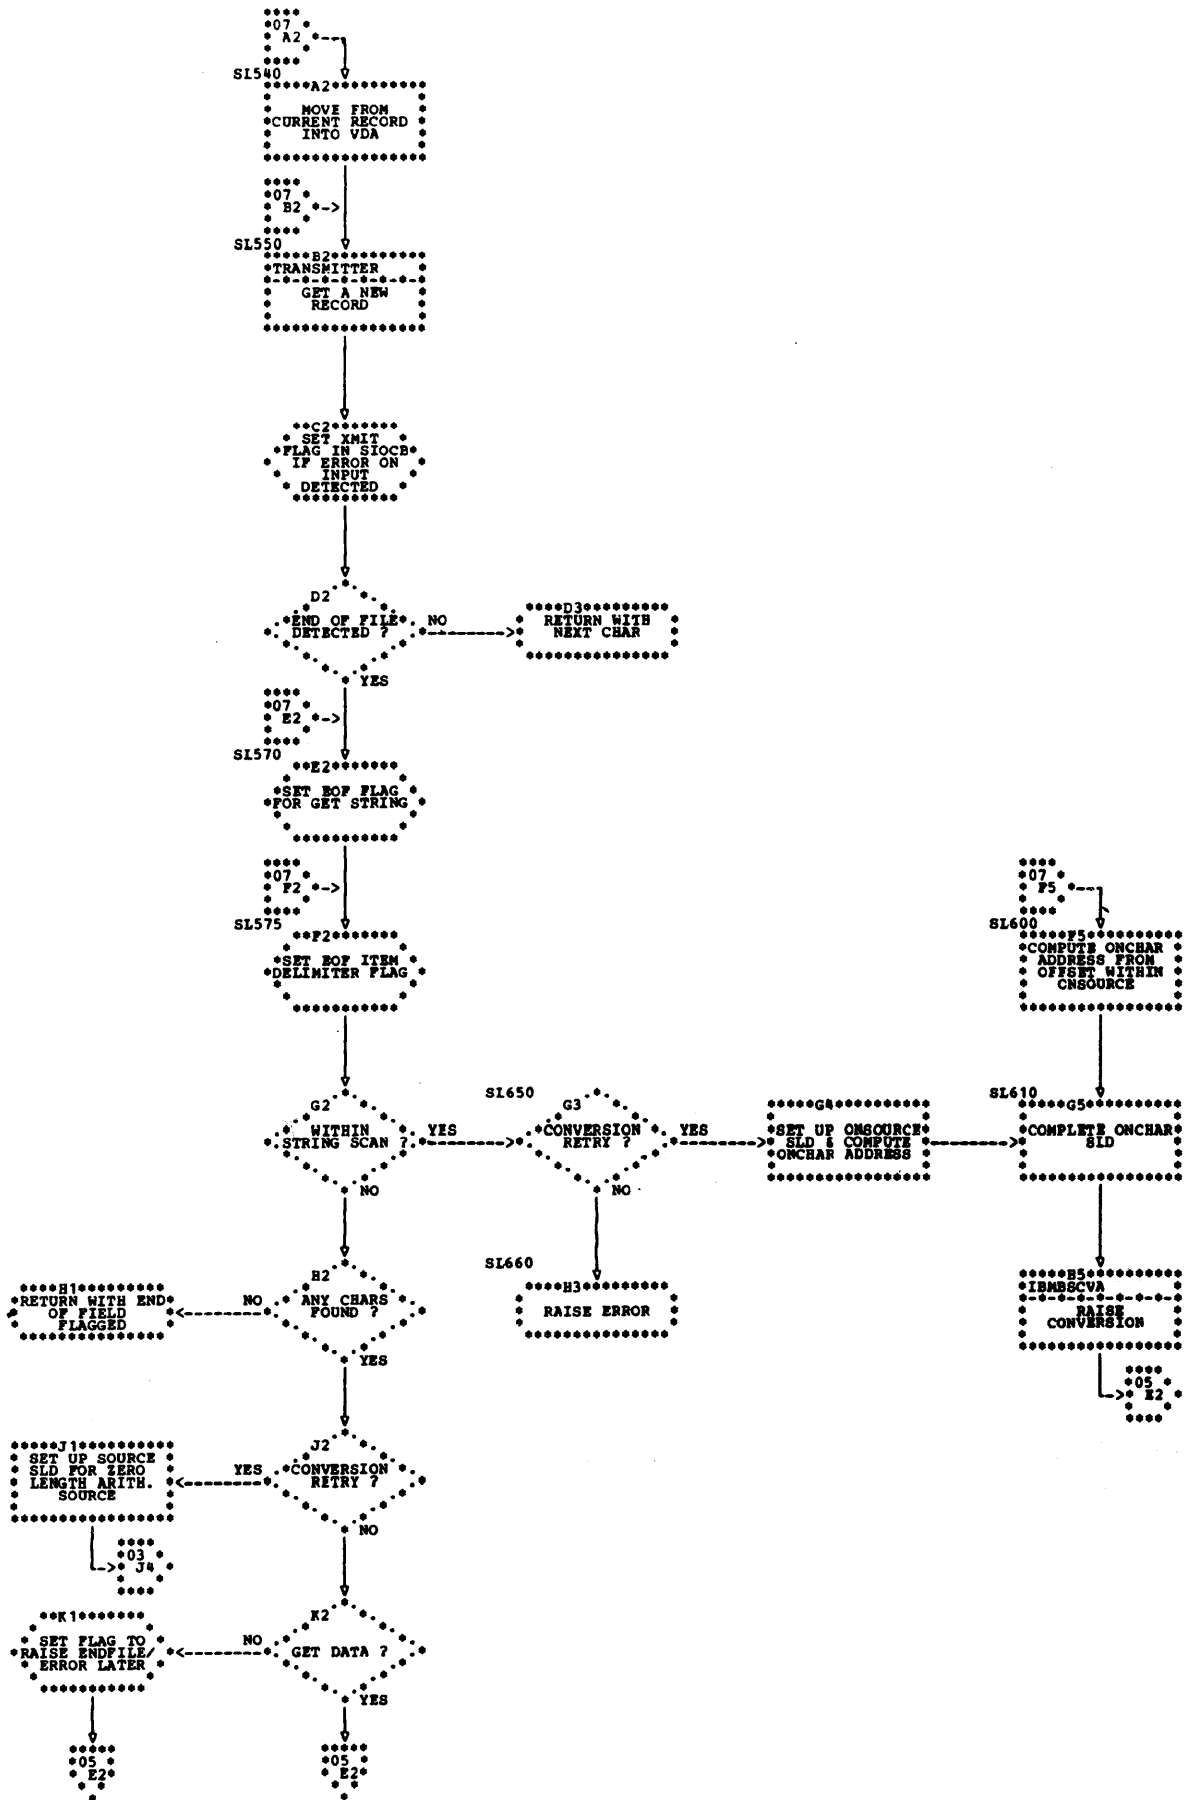 07
A2
SL540
A2
MOVE FROM
CURRENT RECORD
INTO VDA
07
B2
SL550
B2
TRANSMITTER
GET A NEW
RECORD
C2
SET XMIT
FLAG IN SIOCB
IF ERROR ON
INPUT
DETECTED
D2
END OF FILE
DETECTED ?
NO
YES
D3
RETURN WITH
NEXT CHAR
07
E2
SL570
E2
SET EOF FLAG
FOR GET STRING
07
F2
SL575
F2
SET EOF ITEM
DELIMITER FLAG
07
F5
SL600
F5
COMPUTE ONCHAR
ADDRESS FROM
OFFSET WITHIN
ONSOURCE
G2
WITHIN
STRING SCAN ?
YES
NO
SL650
G3
CONVERSION
RETRY ?
YES
NO
G4
SET UP ONSOURCE
SLD & COMPUTE
ONCHAR ADDRESS
SL610
G5
COMPLETE ONCHAR
SLD
H1
RETURN WITH END
OF FIELD
FLAGGED
NO
H2
ANY CHARS
FOUND ?
YES
SL660
H3
RAISE ERROR
H5
IBMBSCVA
RAISE
CONVERSION
05
E2
J1
SET UP SOURCE
SLD FOR ZERO
LENGTH ARITH.
SOURCE
YES
J2
CONVERSION
RETRY ?
NO
03
J4
K1
SET FLAG TO
RAISE ENDFILE/
ERROR LATER
NO
K2
GET DATA ?
YES
05
E2
05
E2